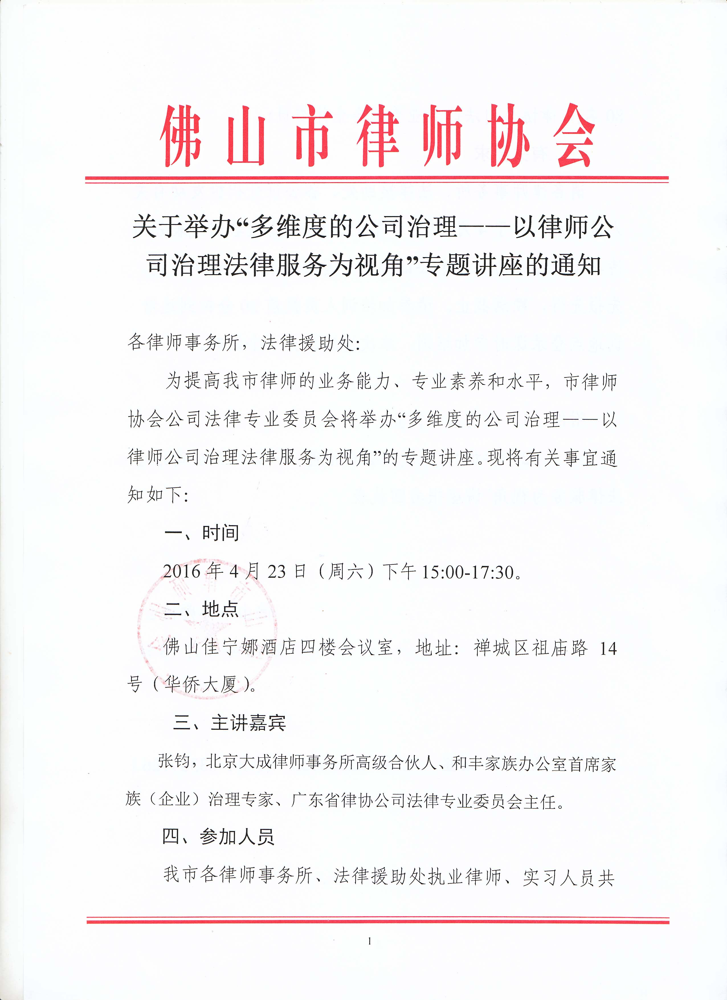 佛山市律师协会
关于举办“多维度的公司治理——以律师公
司治理法律服务为视角”专题讲座的通知
各律师事务所，法律援助处：
为提高我市律师的业务能力、专业素养和水平，市律师
协会公司法律专业委员会将举办“多维度的公司治理——以
律师公司治理法律服务为视角”的专题讲座。现将有关事宜通
知如下：
一、时间
2016 年 4 月 23 日（周六）下午 15:00-17:30。
二、地点
佛山佳宁娜酒店四楼会议室，地址：禅城区祖庙路 14
号（华侨大厦）。
三、主讲嘉宾
张钧，北京大成律师事务所高级合伙人、和丰家族办公室首席家
族（企业）治理专家、广东省律协公司法律专业委员会主任。
四、参加人员
我市各律师事务所、法律援助处执业律师、实习人员共
1